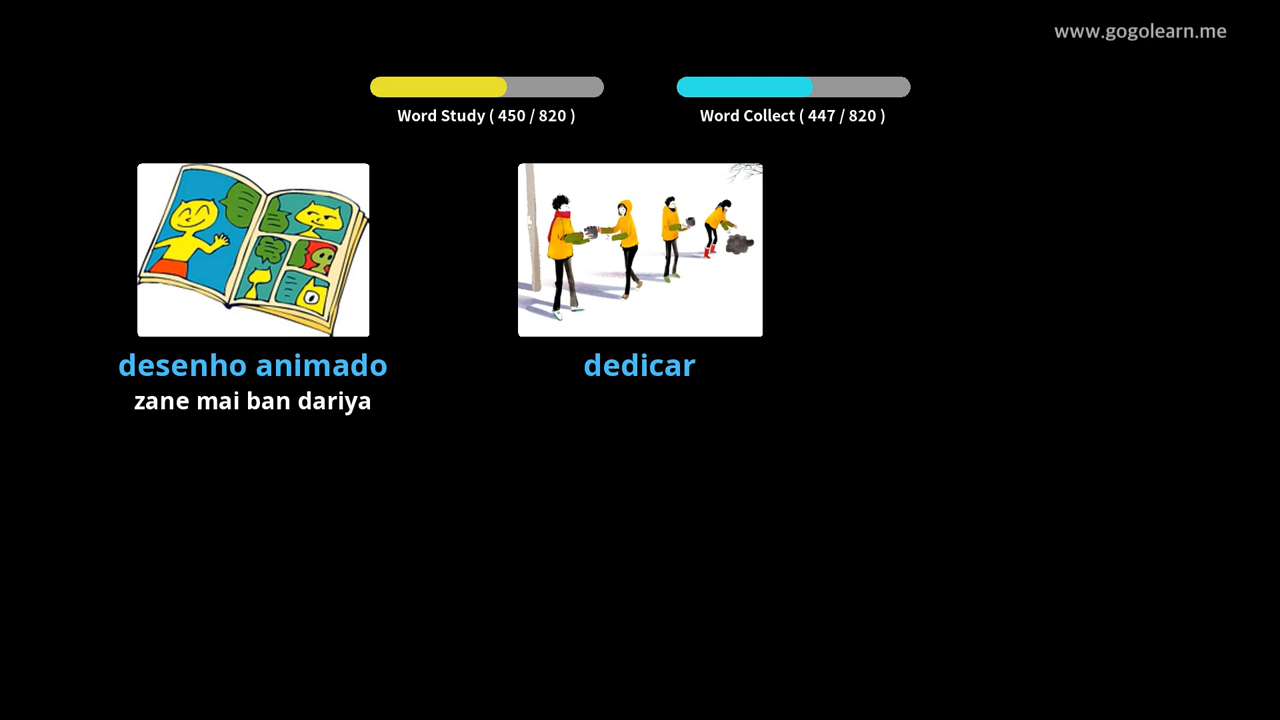 www.gogolearn.me
Word Study ( 450 / 820 )
Word Collect ( 447 / 820 )
desenho animado
zane mai ban dariya
dedicar